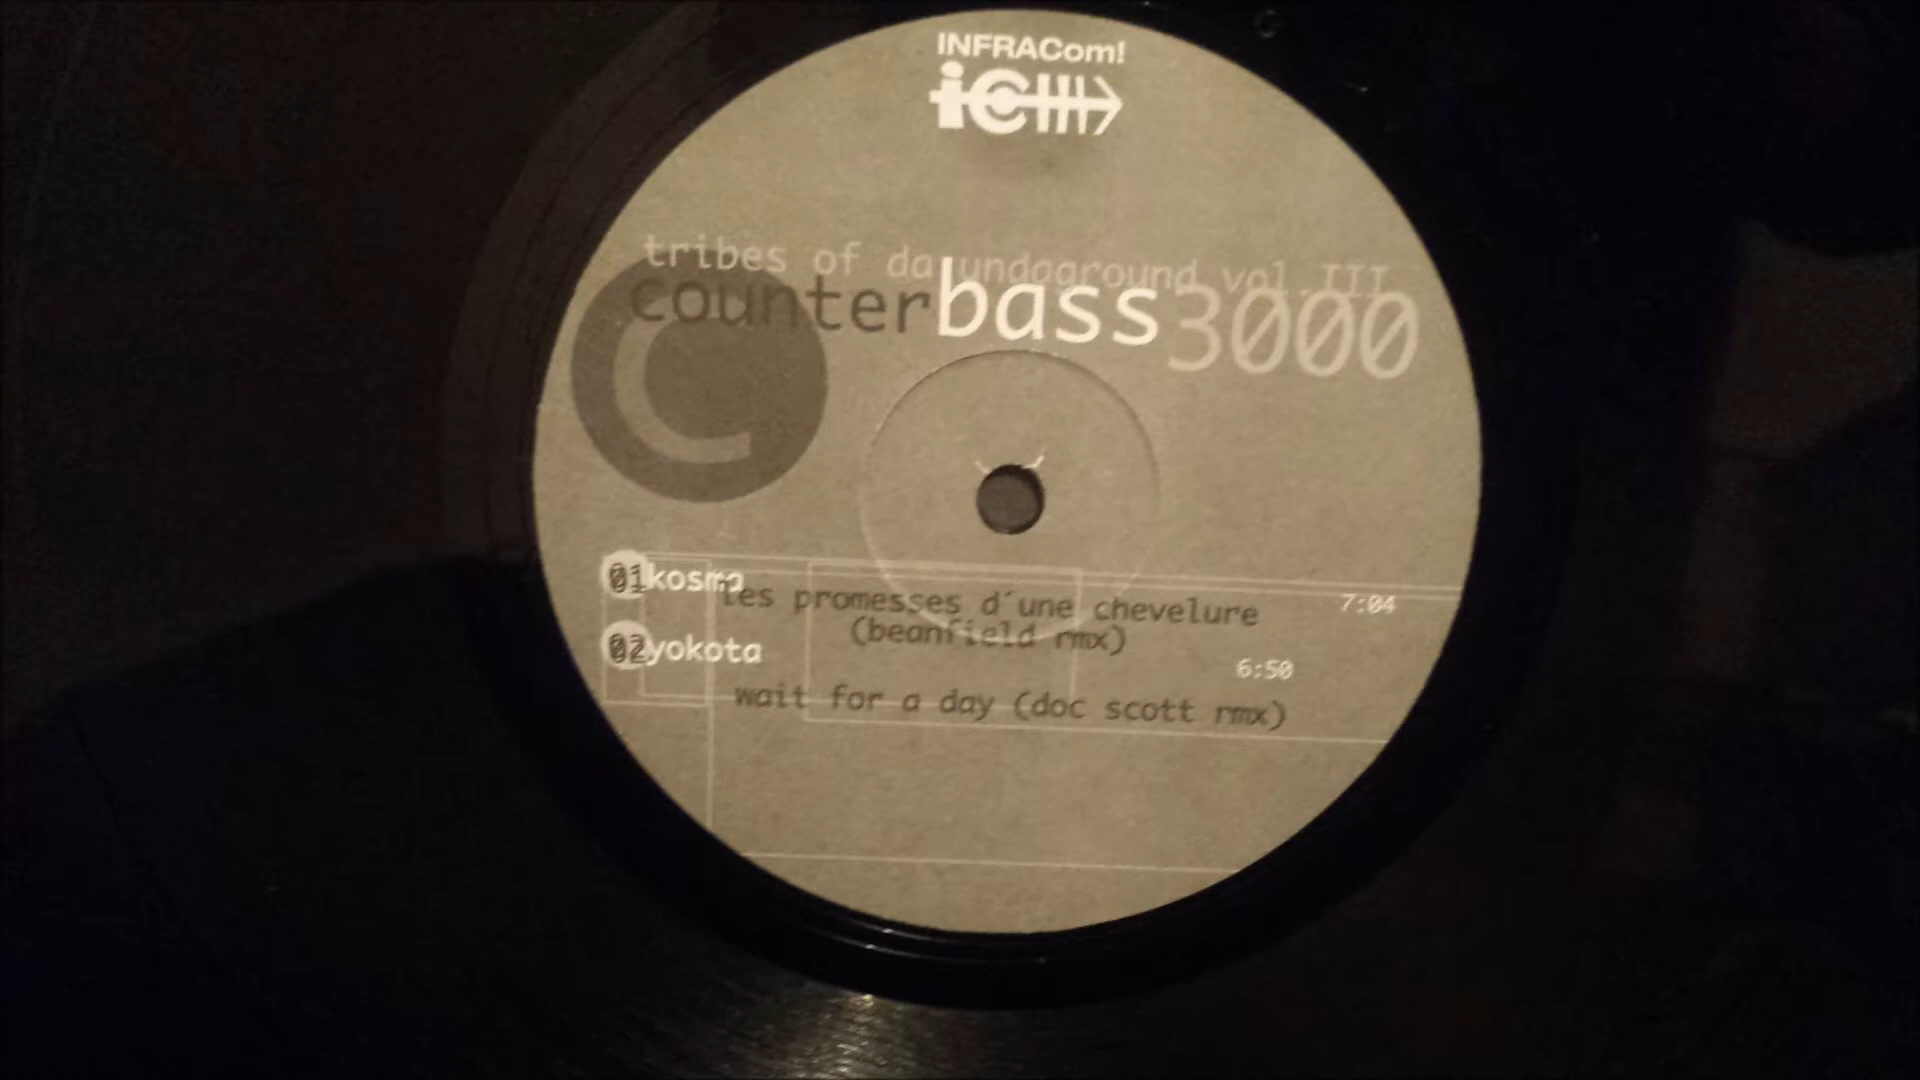 INFRACom!
ic
tribes of da undaground vol.III
counterbass3000
C
01 kosma
les promesses d´une chevelure 7:04
(beanfield rmx)
02 yokota
6:50
wait for a day (doc scott rmx)